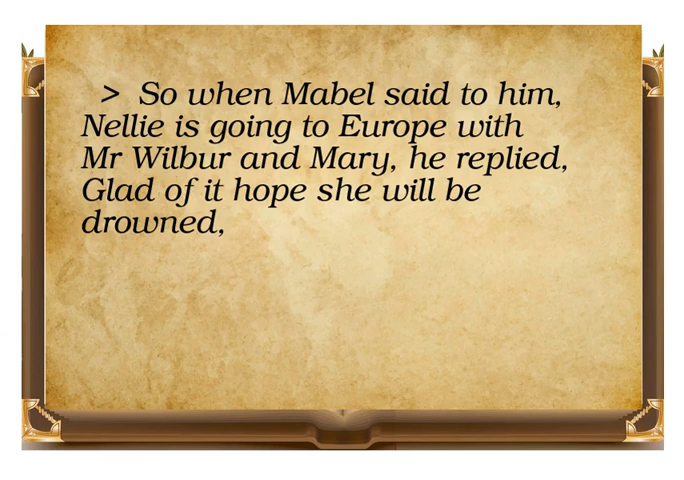 > So when Mabel said to him,
Nellie is going to Europe with
Mr Wilbur and Mary, he replied,
Glad of it hope she will be
drowned,